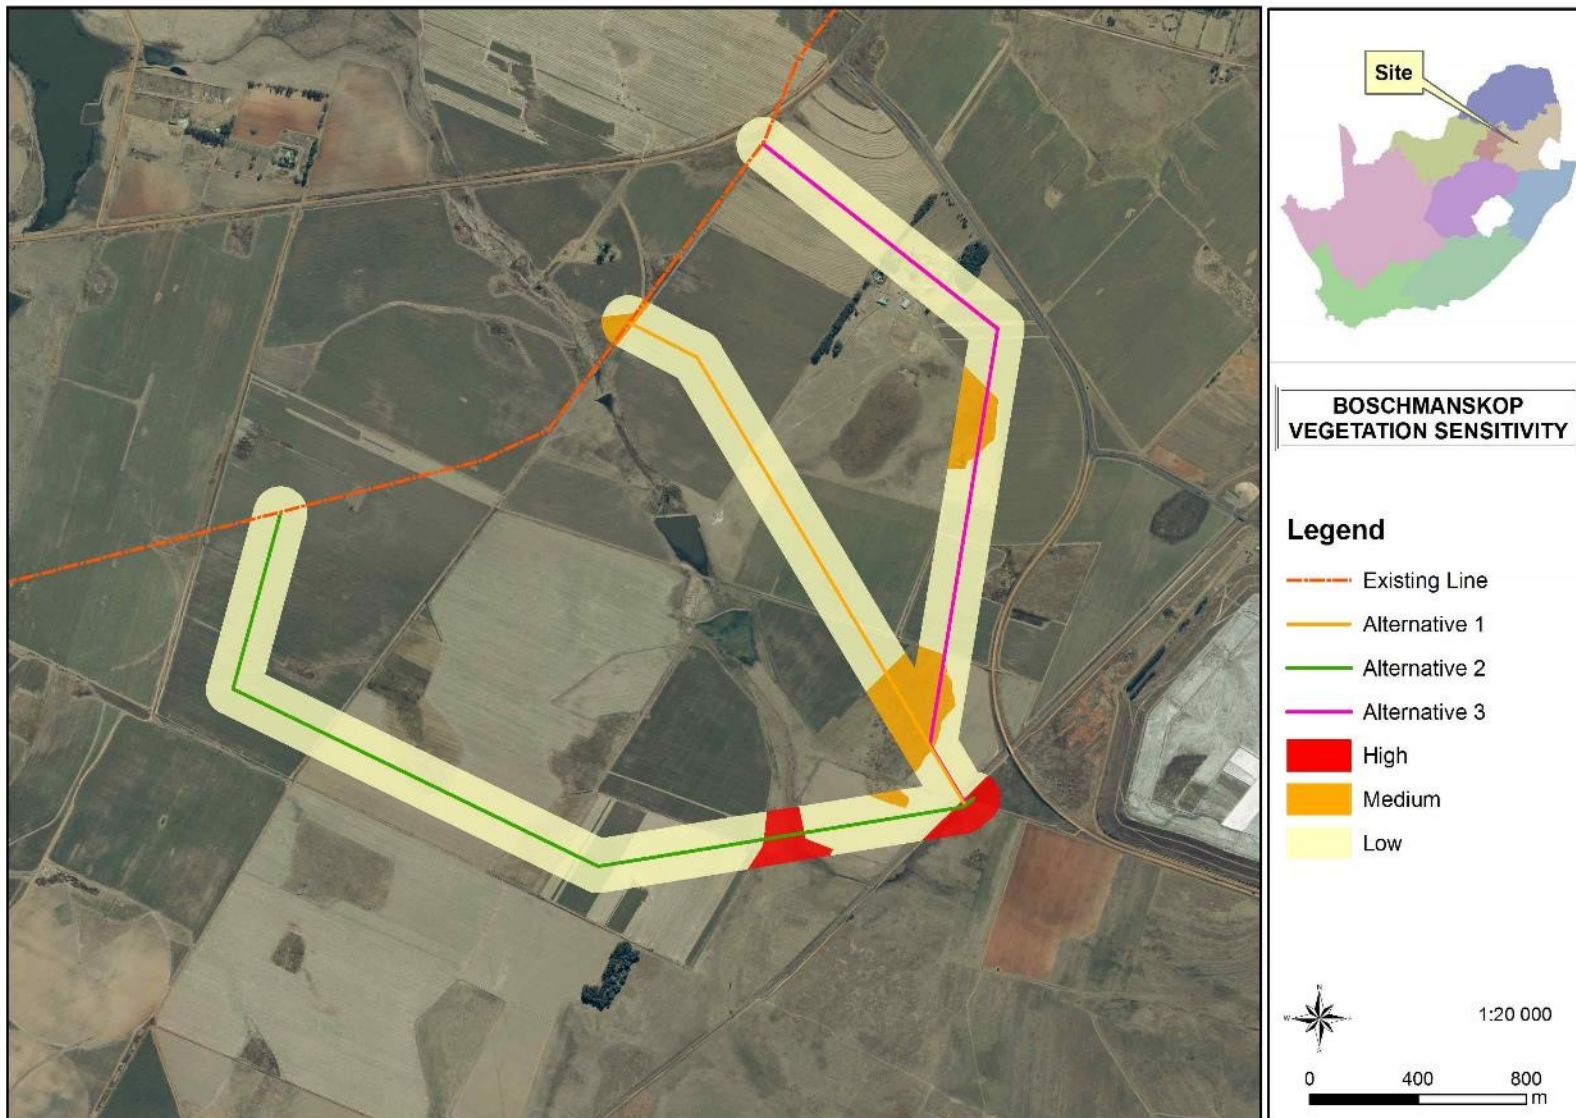 Site
BOSCHMANSKOP
VEGETATION SENSITIVITY
Legend
Existing Line
Alternative 1
Alternative 2
Alternative 3
High
Medium
Low
N
W
S
1:20 000
0 400 800
m